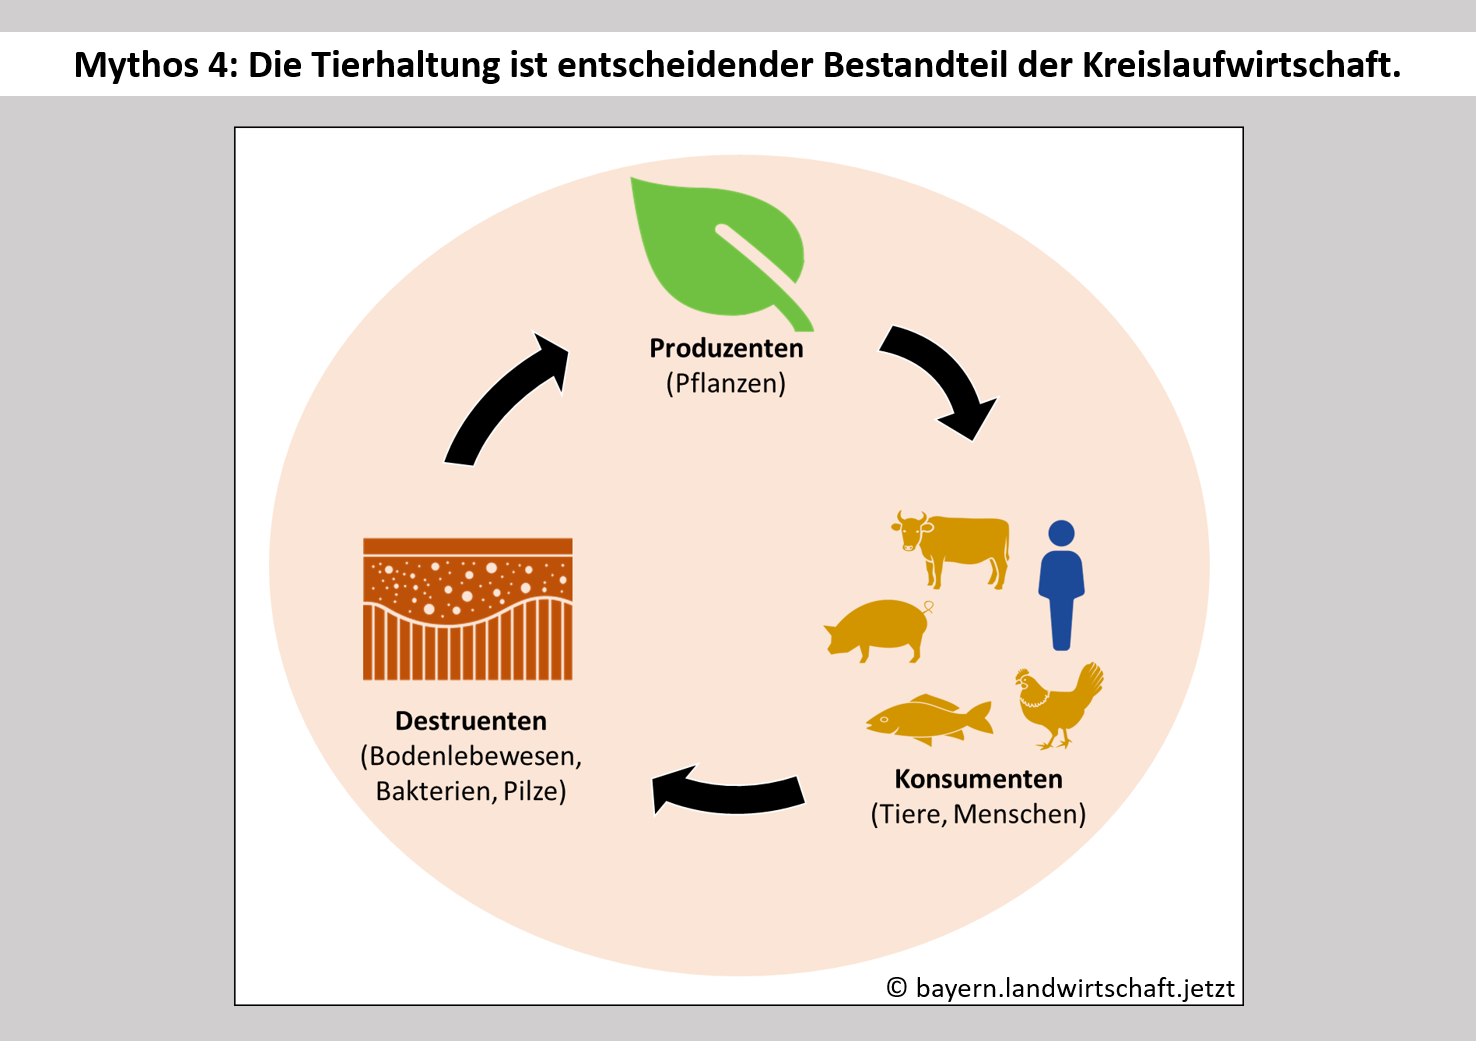 Mythos 4: Die Tierhaltung ist entscheidender Bestandteil der Kreislaufwirtschaft.
Produzenten
(Pflanzen)
Destruenten
(Bodenlebewesen,
Bakterien, Pilze)
Konsumenten
(Tiere, Menschen)
© bayern.landwirtschaft.jetzt